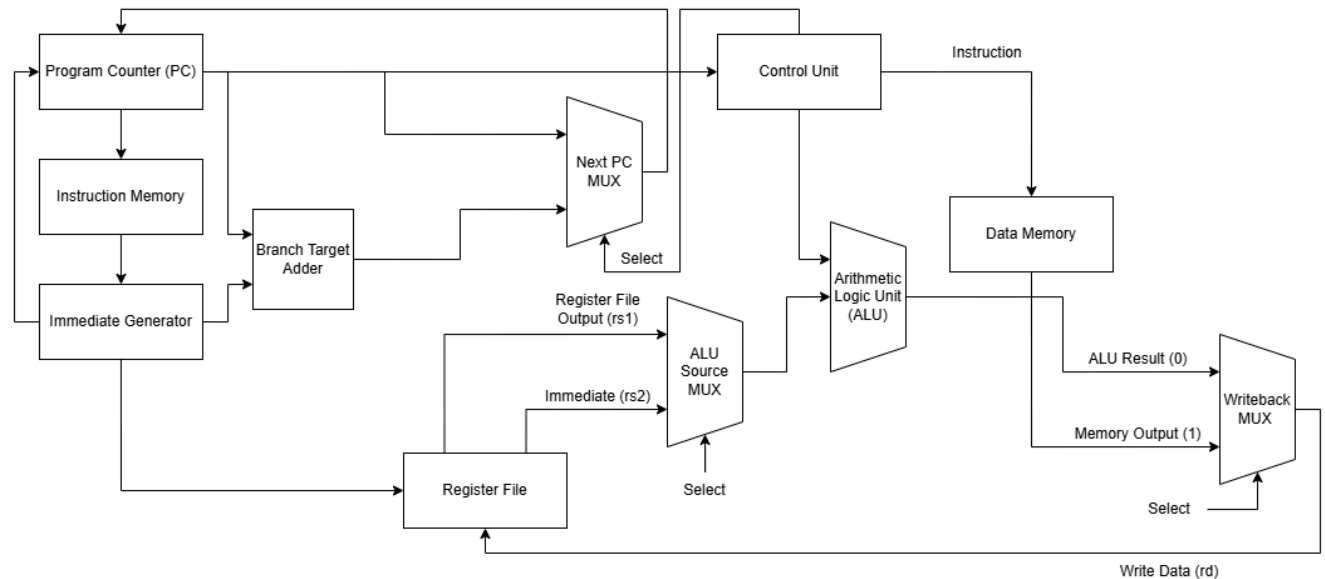 Program Counter (PC)
Control Unit
Instruction
Next PC
MUX
Instruction Memory
Branch Target
Adder
Data Memory
Select
Arithmetic
Logic Unit
(ALU)
Immediate Generator
Register File
Output (rs1)
ALU
Source
MUX
ALU Result (0)
Immediate (rs2)
Writeback
MUX
Memory Output (1)
Register File
Select
Select
Write Data (rd)